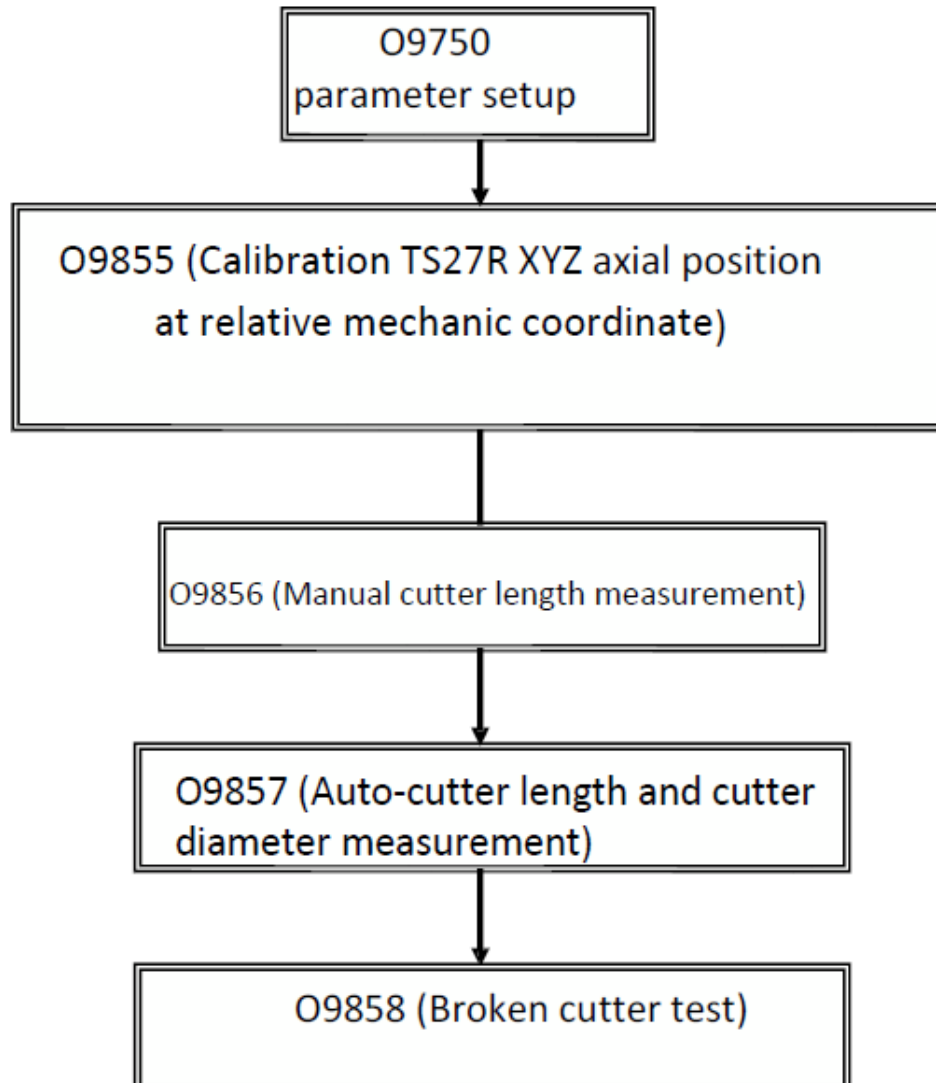 O9750
parameter setup
O9855 (Calibration TS27R XYZ axial position
at relative mechanic coordinate)
O9856 (Manual cutter length measurement)
O9857 (Auto-cutter length and cutter
diameter measurement)
O9858 (Broken cutter test)